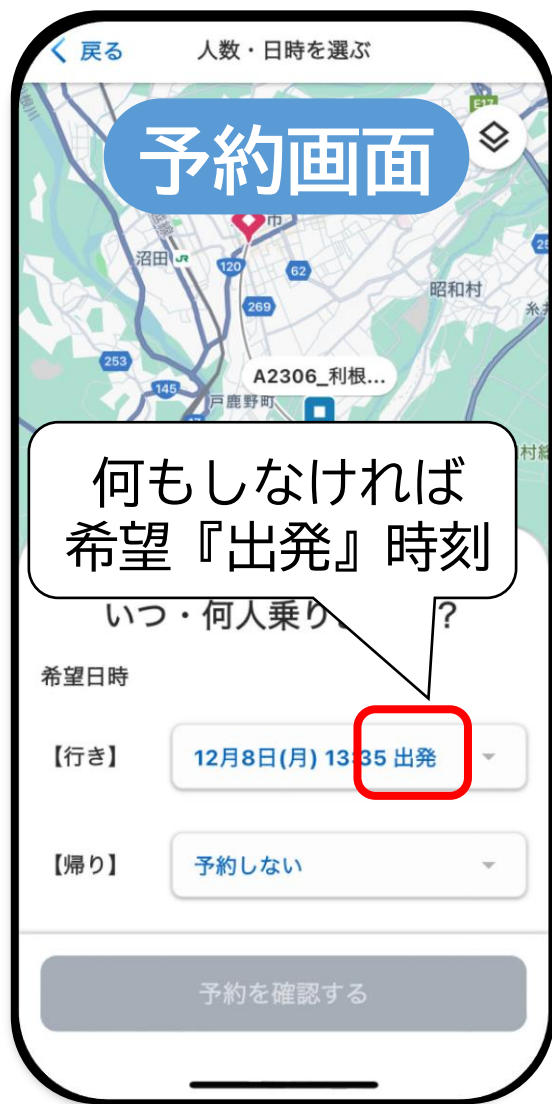 戻る
人数・日時を選ぶ
E17
予約画面
市
沼田
JR
120
62
25
昭和村
269
253
145
A2306_利根...
戸鹿野町
何もしなければ
希望『出発』時刻
いつ・何人乗り
?
希望日時
【行き】
12月8日(月) 13:35 出発
【帰り】
予約しない
予約を確認する